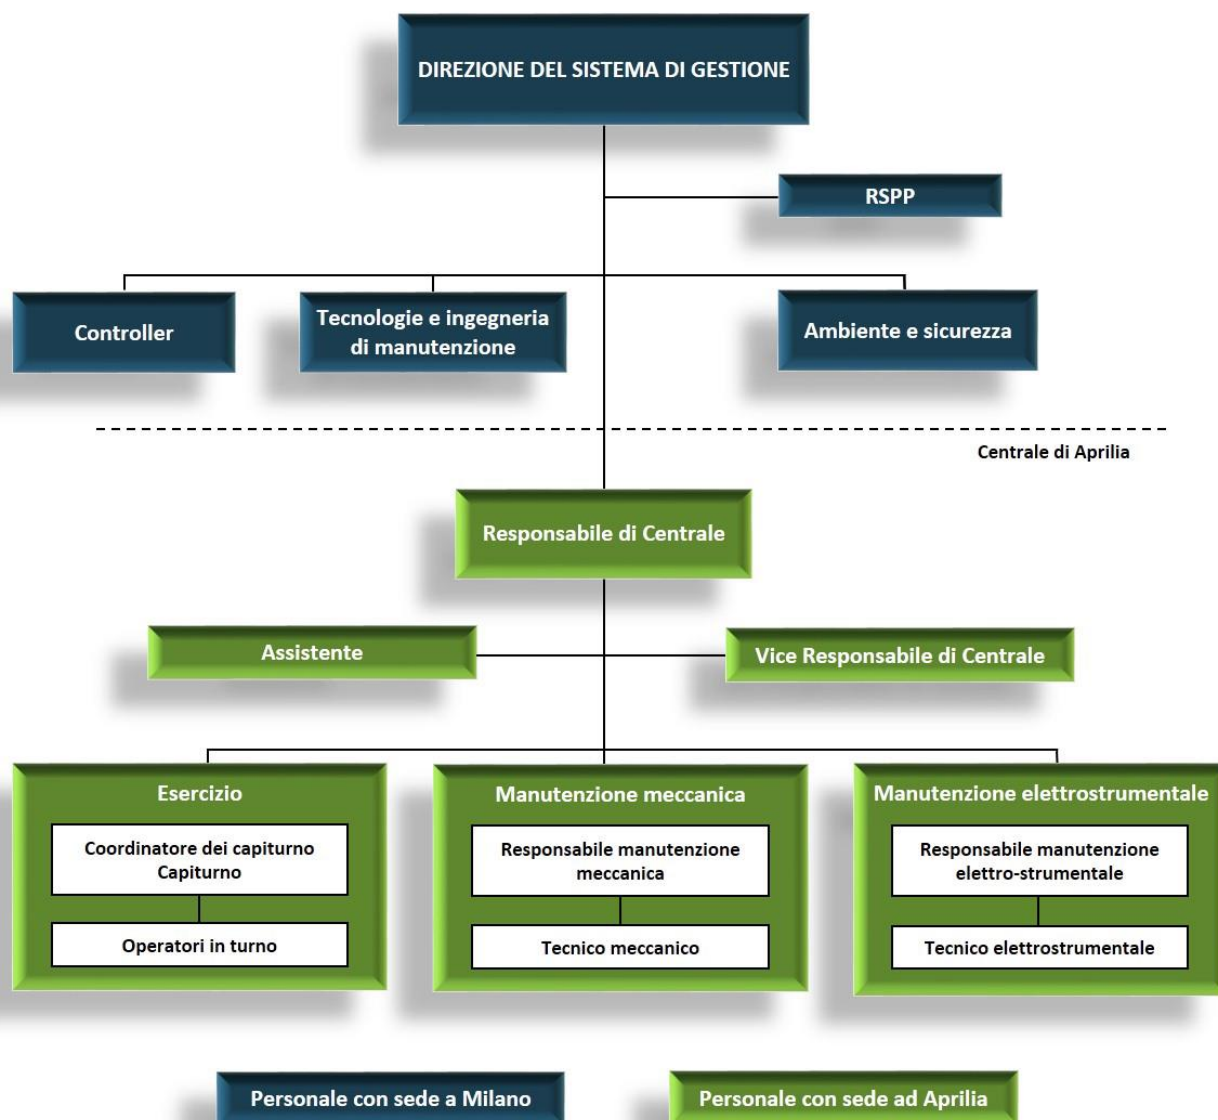 DIREZIONE DEL SISTEMA DI GESTIONE
RSPP
Controller
Tecnologie e ingegneria
di manutenzione
Ambiente e sicurezza
Centrale di Aprilia
Responsabile di Centrale
Assistente
Vice Responsabile di Centrale
Esercizio
Coordinatore dei capiturno
Capiturno
Operatori in turno
Manutenzione meccanica
Responsabile manutenzione
meccanica
Tecnico meccanico
Manutenzione elettrostrumentale
Responsabile manutenzione
elettro-strumentale
Tecnico elettrostrumentale
Personale con sede a Milano
Personale con sede ad Aprilia